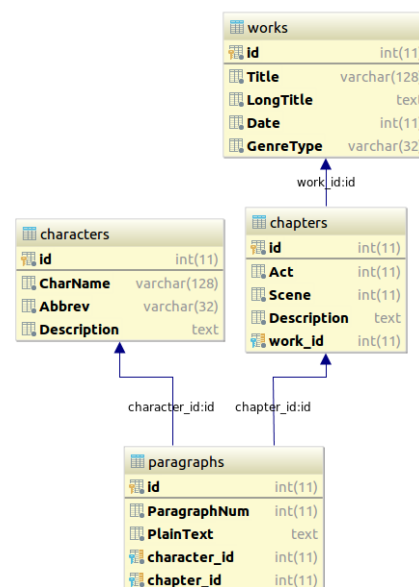 works
id int(11)
Title varchar(128)
LongTitle text
Date int(11)
GenreType varchar(32)
work_id:id
characters
id int(11)
CharName varchar(128)
Abbrev varchar(32)
Description text
chapters
id int(11)
Act int(11)
Scene int(11)
Description text
work_id int(11)
character_id:id chapter_id:id
paragraphs
id int(11)
ParagraphNum int(11)
PlainText text
character_id int(11)
chapter_id int(11)